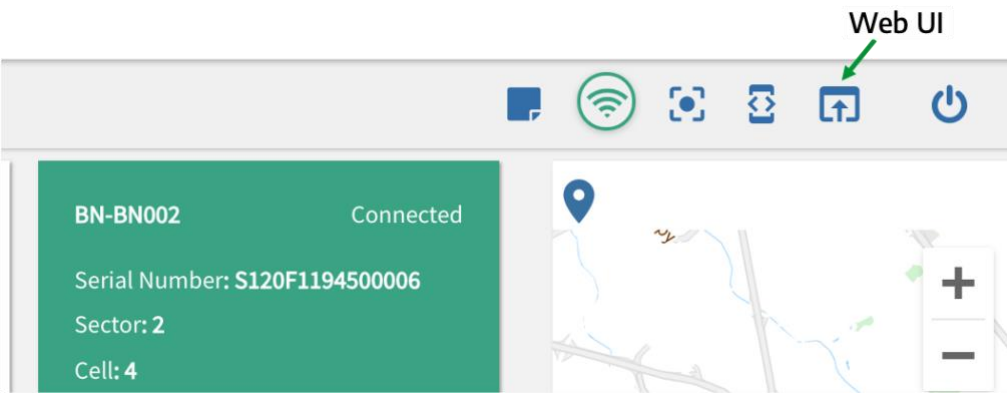 Web UI
BN-BN002 Connected
Serial Number: S120F1194500006
Sector: 2
Cell: 4